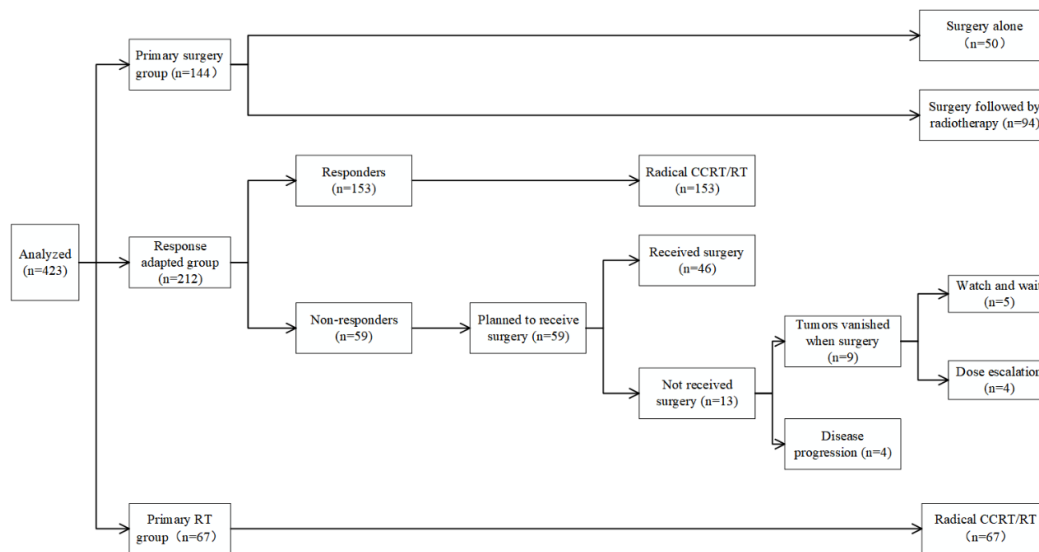 Surgery alone
（n=50）
Primary surgery
group (n=144）
Surgery followed by
radiotherapy (n=94)
Responders
(n=153)
Radical CCRT/RT
(n=153)
Analyzed
(n=423)
Response
adapted group
(n=212)
Received surgery
(n=46)
Watch and wait
(n=5)
Non-responders
(n=59)
Planned to receive
surgery (n=59)
Tumors vanished
when surgery
(n=9)
Not received
surgery (n=13)
Dose escalation
(n=4)
Disease
progression (n=4)
Primary RT
group（n=67）
Radical CCRT/RT
（n=67）